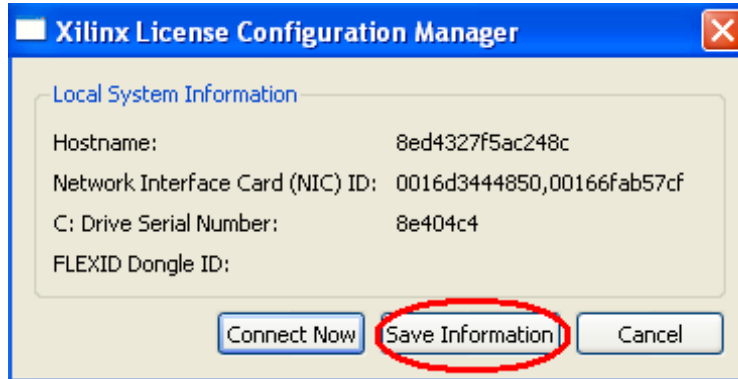 Xilinx License Configuration Manager
Local System Information
Hostname: 8ed4327f5ac248c
Network Interface Card (NIC) ID: 0016d3444850,00166fab57cf
C: Drive Serial Number: 8e404c4
FLEXID Dongle ID:
Connect Now Save Information Cancel